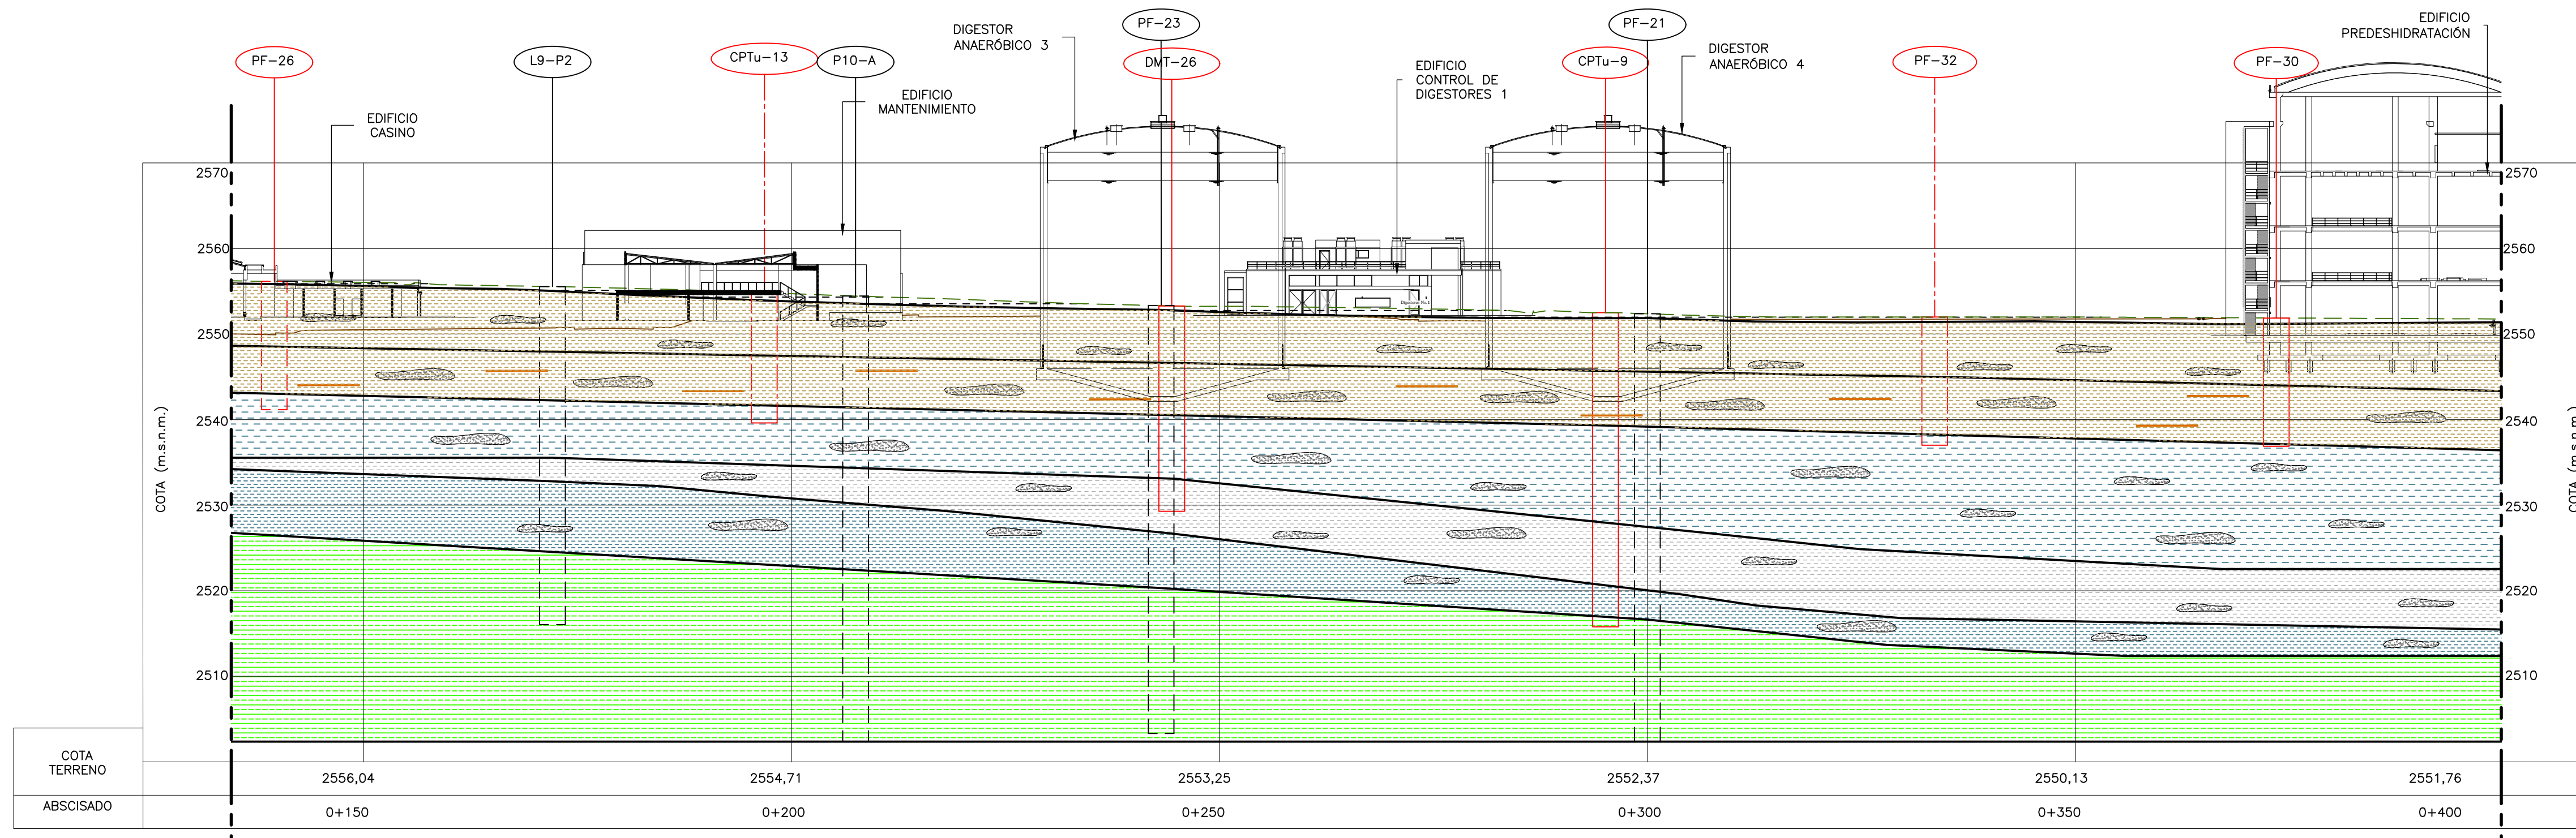 PF-23
PF-21
EDIFICIO
PREDESHIDRATACIÓN
DIGESTOR
ANAERÓBICO 3
DIGESTOR
ANAERÓBICO 4
PF-26
L9-P2
CPTu-13
P10-A
DMT-26
CPTu-9
PF-32
PF-30
EDIFICIO
CONTROL DE
DIGESTORES 1
EDIFICIO
MANTENIMIENTO
EDIFICIO
CASINO
2570
2570
2560
2560
2550
2550
2540
2540
2530
2530
2520
2520
2510
2510
COTA (m.s.n.m.)
COTA (m.s.n.m.)
COTA
TERRENO
2556,04
2554,71
2553,25
2552,37
2550,13
2551,76
ABSCISADO
0+150
0+200
0+250
0+300
0+350
0+400